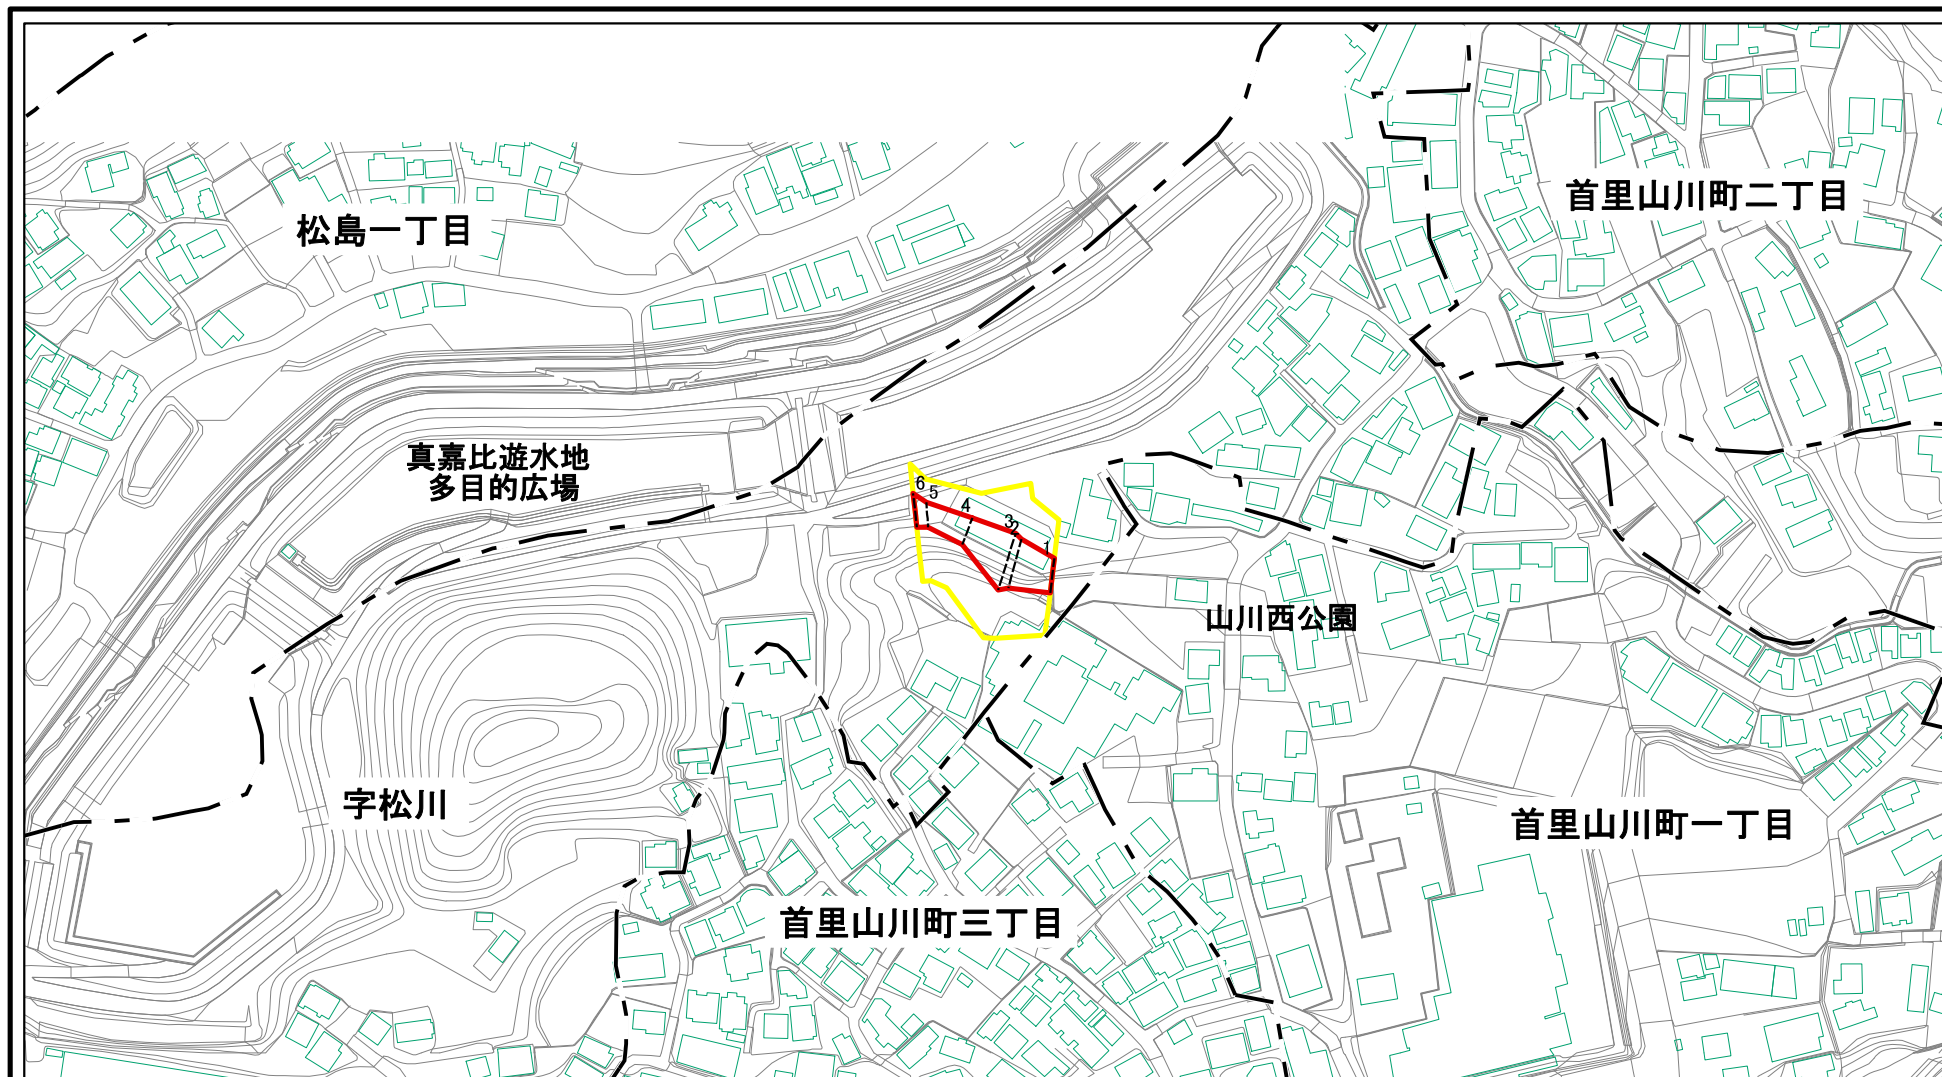 首里山川町二丁目
松島一丁目
真嘉比遊水地
多目的広場
6
5
4
3
2
1
山川西公園
字松川
首里山川町一丁目
首里山川町三丁目